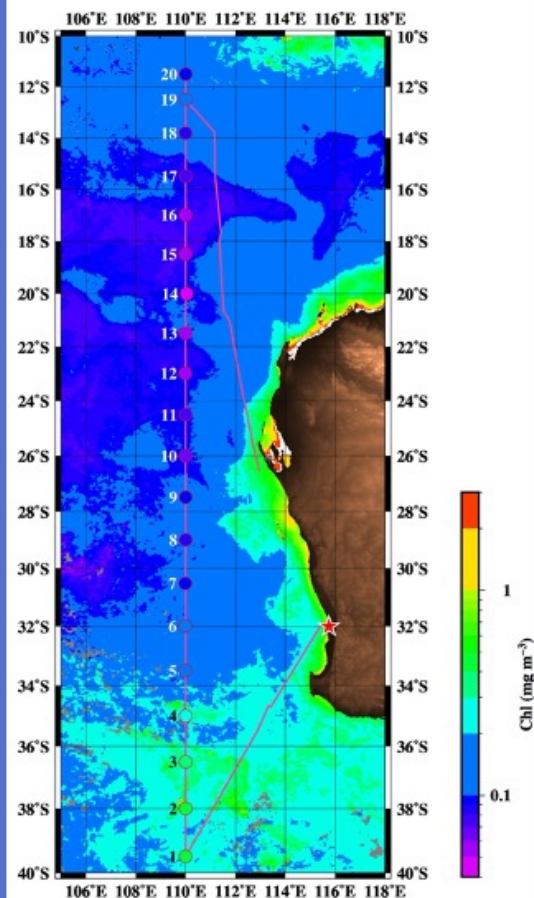 106°E 108°E 110°E 112°E 114°E 116°E 118°E
10°S 10°S
20
12°S 12°S
19
14°S 18 14°S
17
16°S 16 16°S
18°S 15 18°S
20°S 14 20°S
13
22°S 22°S
12
24°S 11 24°S
26°S 10 26°S
9
28°S 28°S
8
30°S 7 30°S
1
32°S 6 32°S
5
34°S 34°S
4
Chl (mg m⁻³)
36°S 3 36°S
0.1
38°S 2 38°S
1
40°S 40°S
106°E 108°E 110°E 112°E 114°E 116°E 118°E